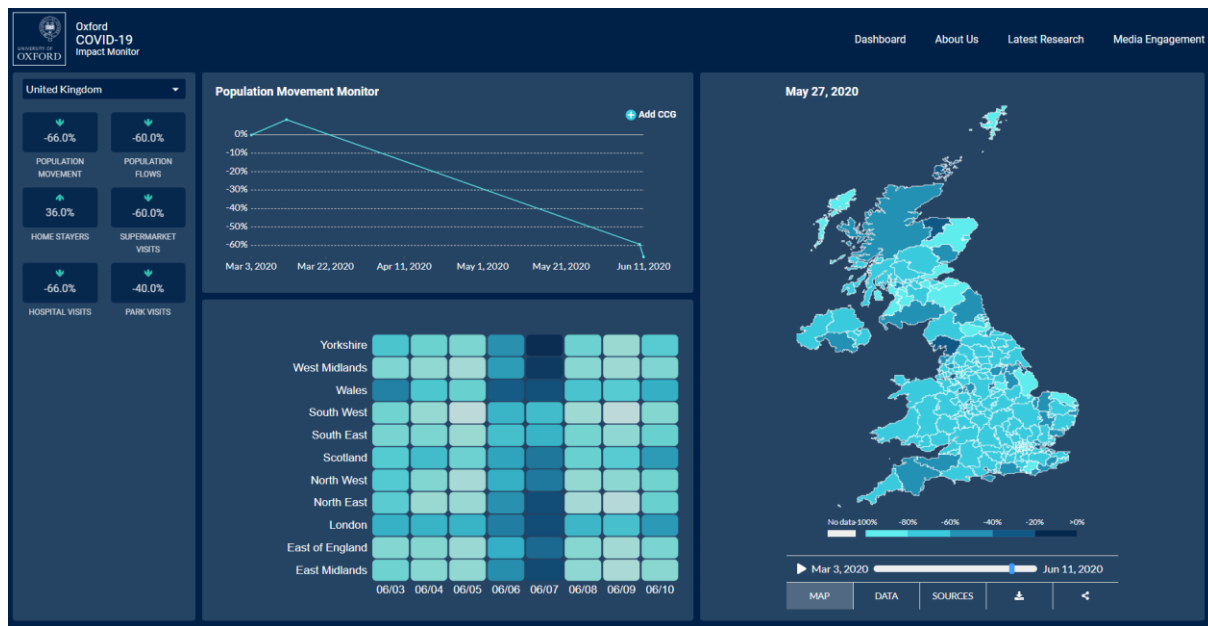 UNIVERSITY OF
OXFORD
Oxford
COVID-19
Impact Monitor
Dashboard About Us Latest Research Media Engagement
United Kingdom
-66.0% -60.0%
POPULATION MOVEMENT
POPULATION FLOWS
36.0% -60.0%
HOME STAYERS
SUPERMARKET VISITS
-66.0% -40.0%
HOSPITAL VISITS PARK VISITS
Population Movement Monitor
Add CCG
0%
-10%
-20%
-30%
-40%
-50%
-60%
Mar 3, 2020 Mar 22, 2020 Apr 11, 2020 May 1, 2020 May 21, 2020 Jun 11, 2020
Yorkshire
West Midlands
Wales
South West
South East
Scotland
North West
North East
London
East of England
East Midlands
06/03 06/04 06/05 06/06 06/07 06/08 06/09 06/10
May 27, 2020
No data -100% -80% -60% -40% -20% >0%
Mar 3, 2020 Jun 11, 2020
MAP DATA SOURCES